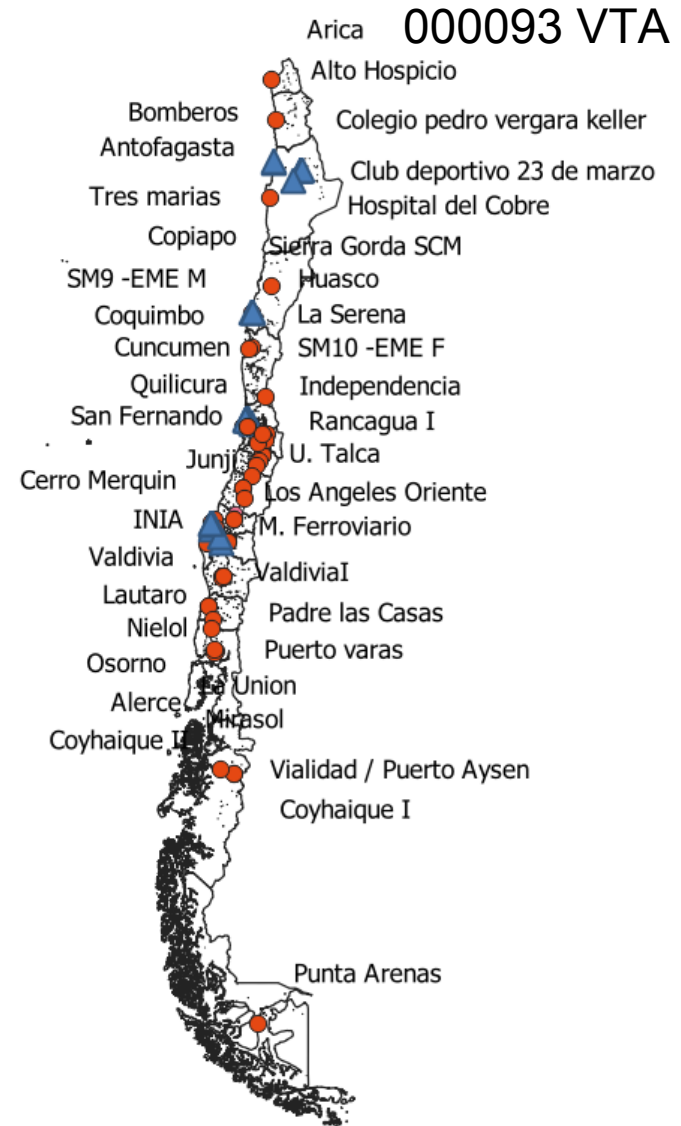 000093 VTA
Arica
Alto Hospicio
Bomberos
Colegio pedro vergara keller
Antofagasta
Club deportivo 23 de marzo
Tres marias
Hospital del Cobre
Copiapo
Sierra Gorda SCM
SM9 -EME M
Huasco
Coquimbo
La Serena
Cuncumen
SM10 -EME F
Quilicura
Independencia
San Fernando
Rancagua I
Junji
U. Talca
Cerro Merquin
Los Angeles Oriente
INIA
M. Ferroviario
Valdivia
ValdiviaI
Lautaro
Padre las Casas
Nielol
Puerto varas
Osorno
La Union
Alerce
Mirasol
Coyhaique II
Vialidad / Puerto Aysen
Coyhaique I
Punta Arenas